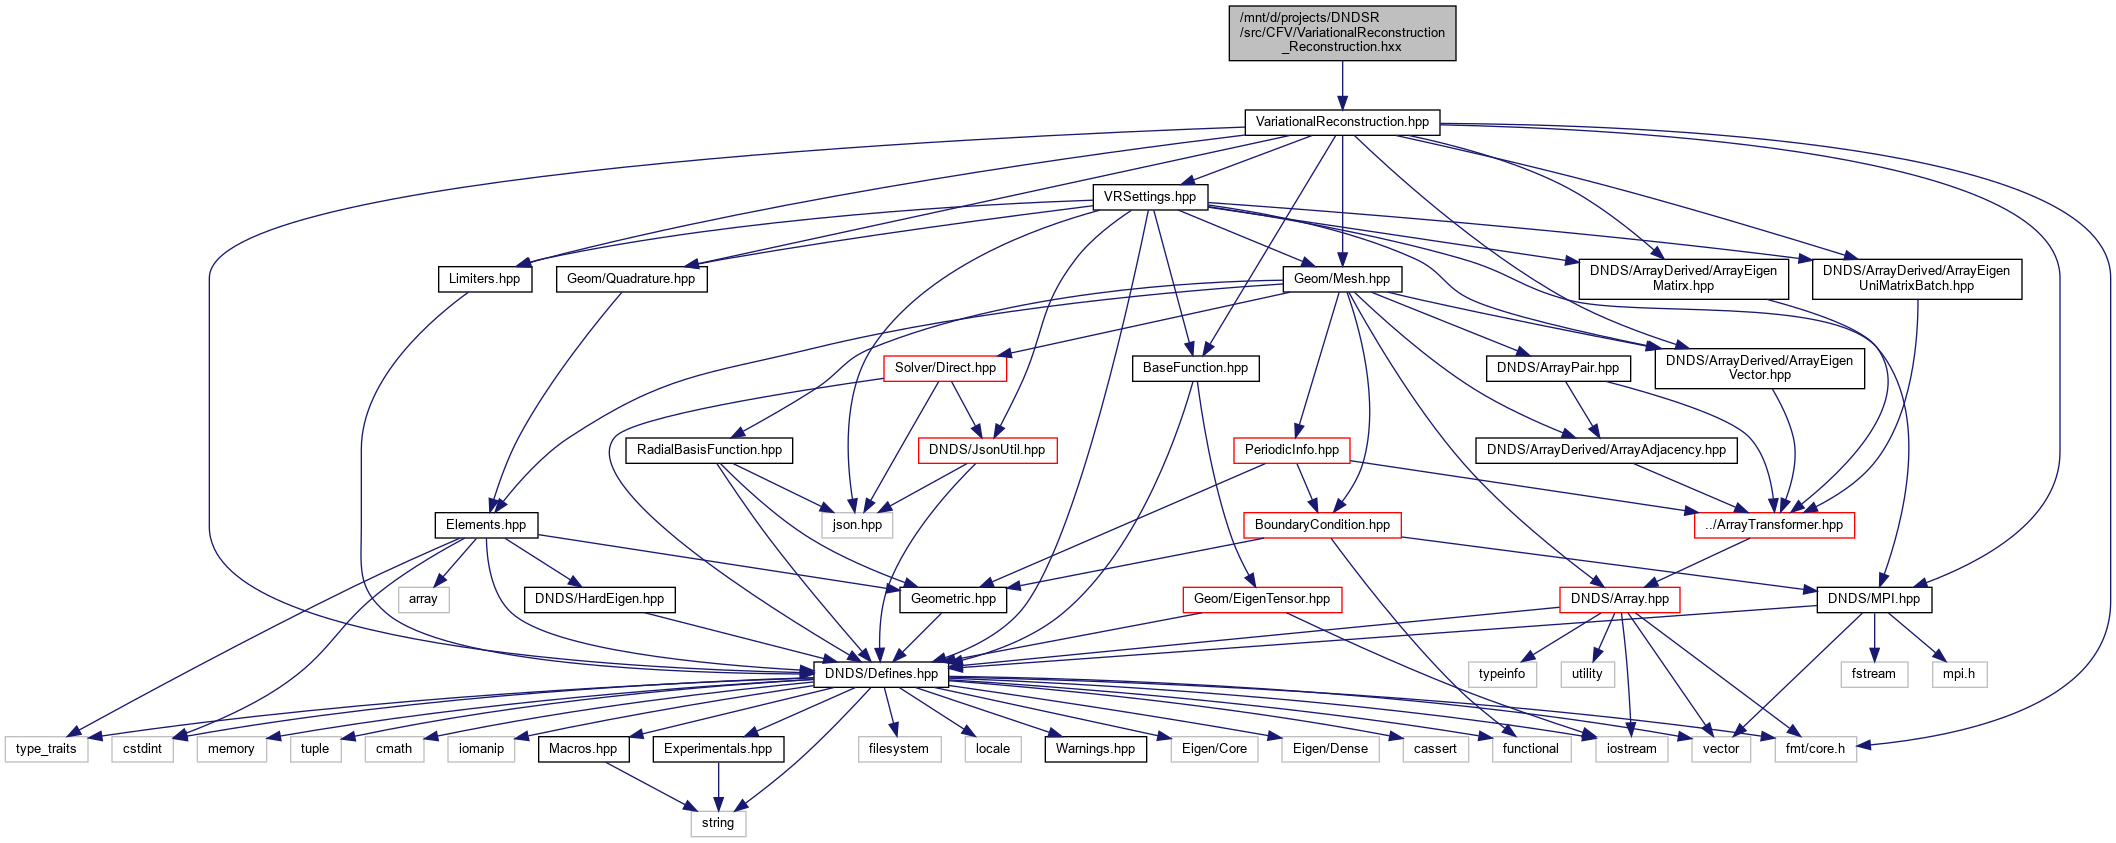 /mnt/d/projects/DNDSR
/src/CFV/VariationalReconstruction
_Reconstruction.hxx
VariationalReconstruction.hpp
VRSettings.hpp
Limiters.hpp
Geom/Quadrature.hpp
Geom/Mesh.hpp
DNDS/ArrayDerived/ArrayEigen
Matirx.hpp
DNDS/ArrayDerived/ArrayEigen
UniMatrixBatch.hpp
Solver/Direct.hpp
BaseFunction.hpp
DNDS/ArrayPair.hpp
DNDS/ArrayDerived/ArrayEigen
Vector.hpp
RadialBasisFunction.hpp
DNDS/JsonUtil.hpp
PeriodicInfo.hpp
DNDS/ArrayDerived/ArrayAdjacency.hpp
Elements.hpp
json.hpp
BoundaryCondition.hpp
../ArrayTransformer.hpp
array
DNDS/HardEigen.hpp
Geometric.hpp
Geom/EigenTensor.hpp
DNDS/Array.hpp
DNDS/MPI.hpp
DNDS/Defines.hpp
typeinfo
utility
fstream
mpi.h
type_traits
cstdint
memory
tuple
cmath
iomanip
Macros.hpp
Experimentals.hpp
filesystem
locale
Warnings.hpp
Eigen/Core
Eigen/Dense
cassert
functional
iostream
vector
fmt/core.h
string